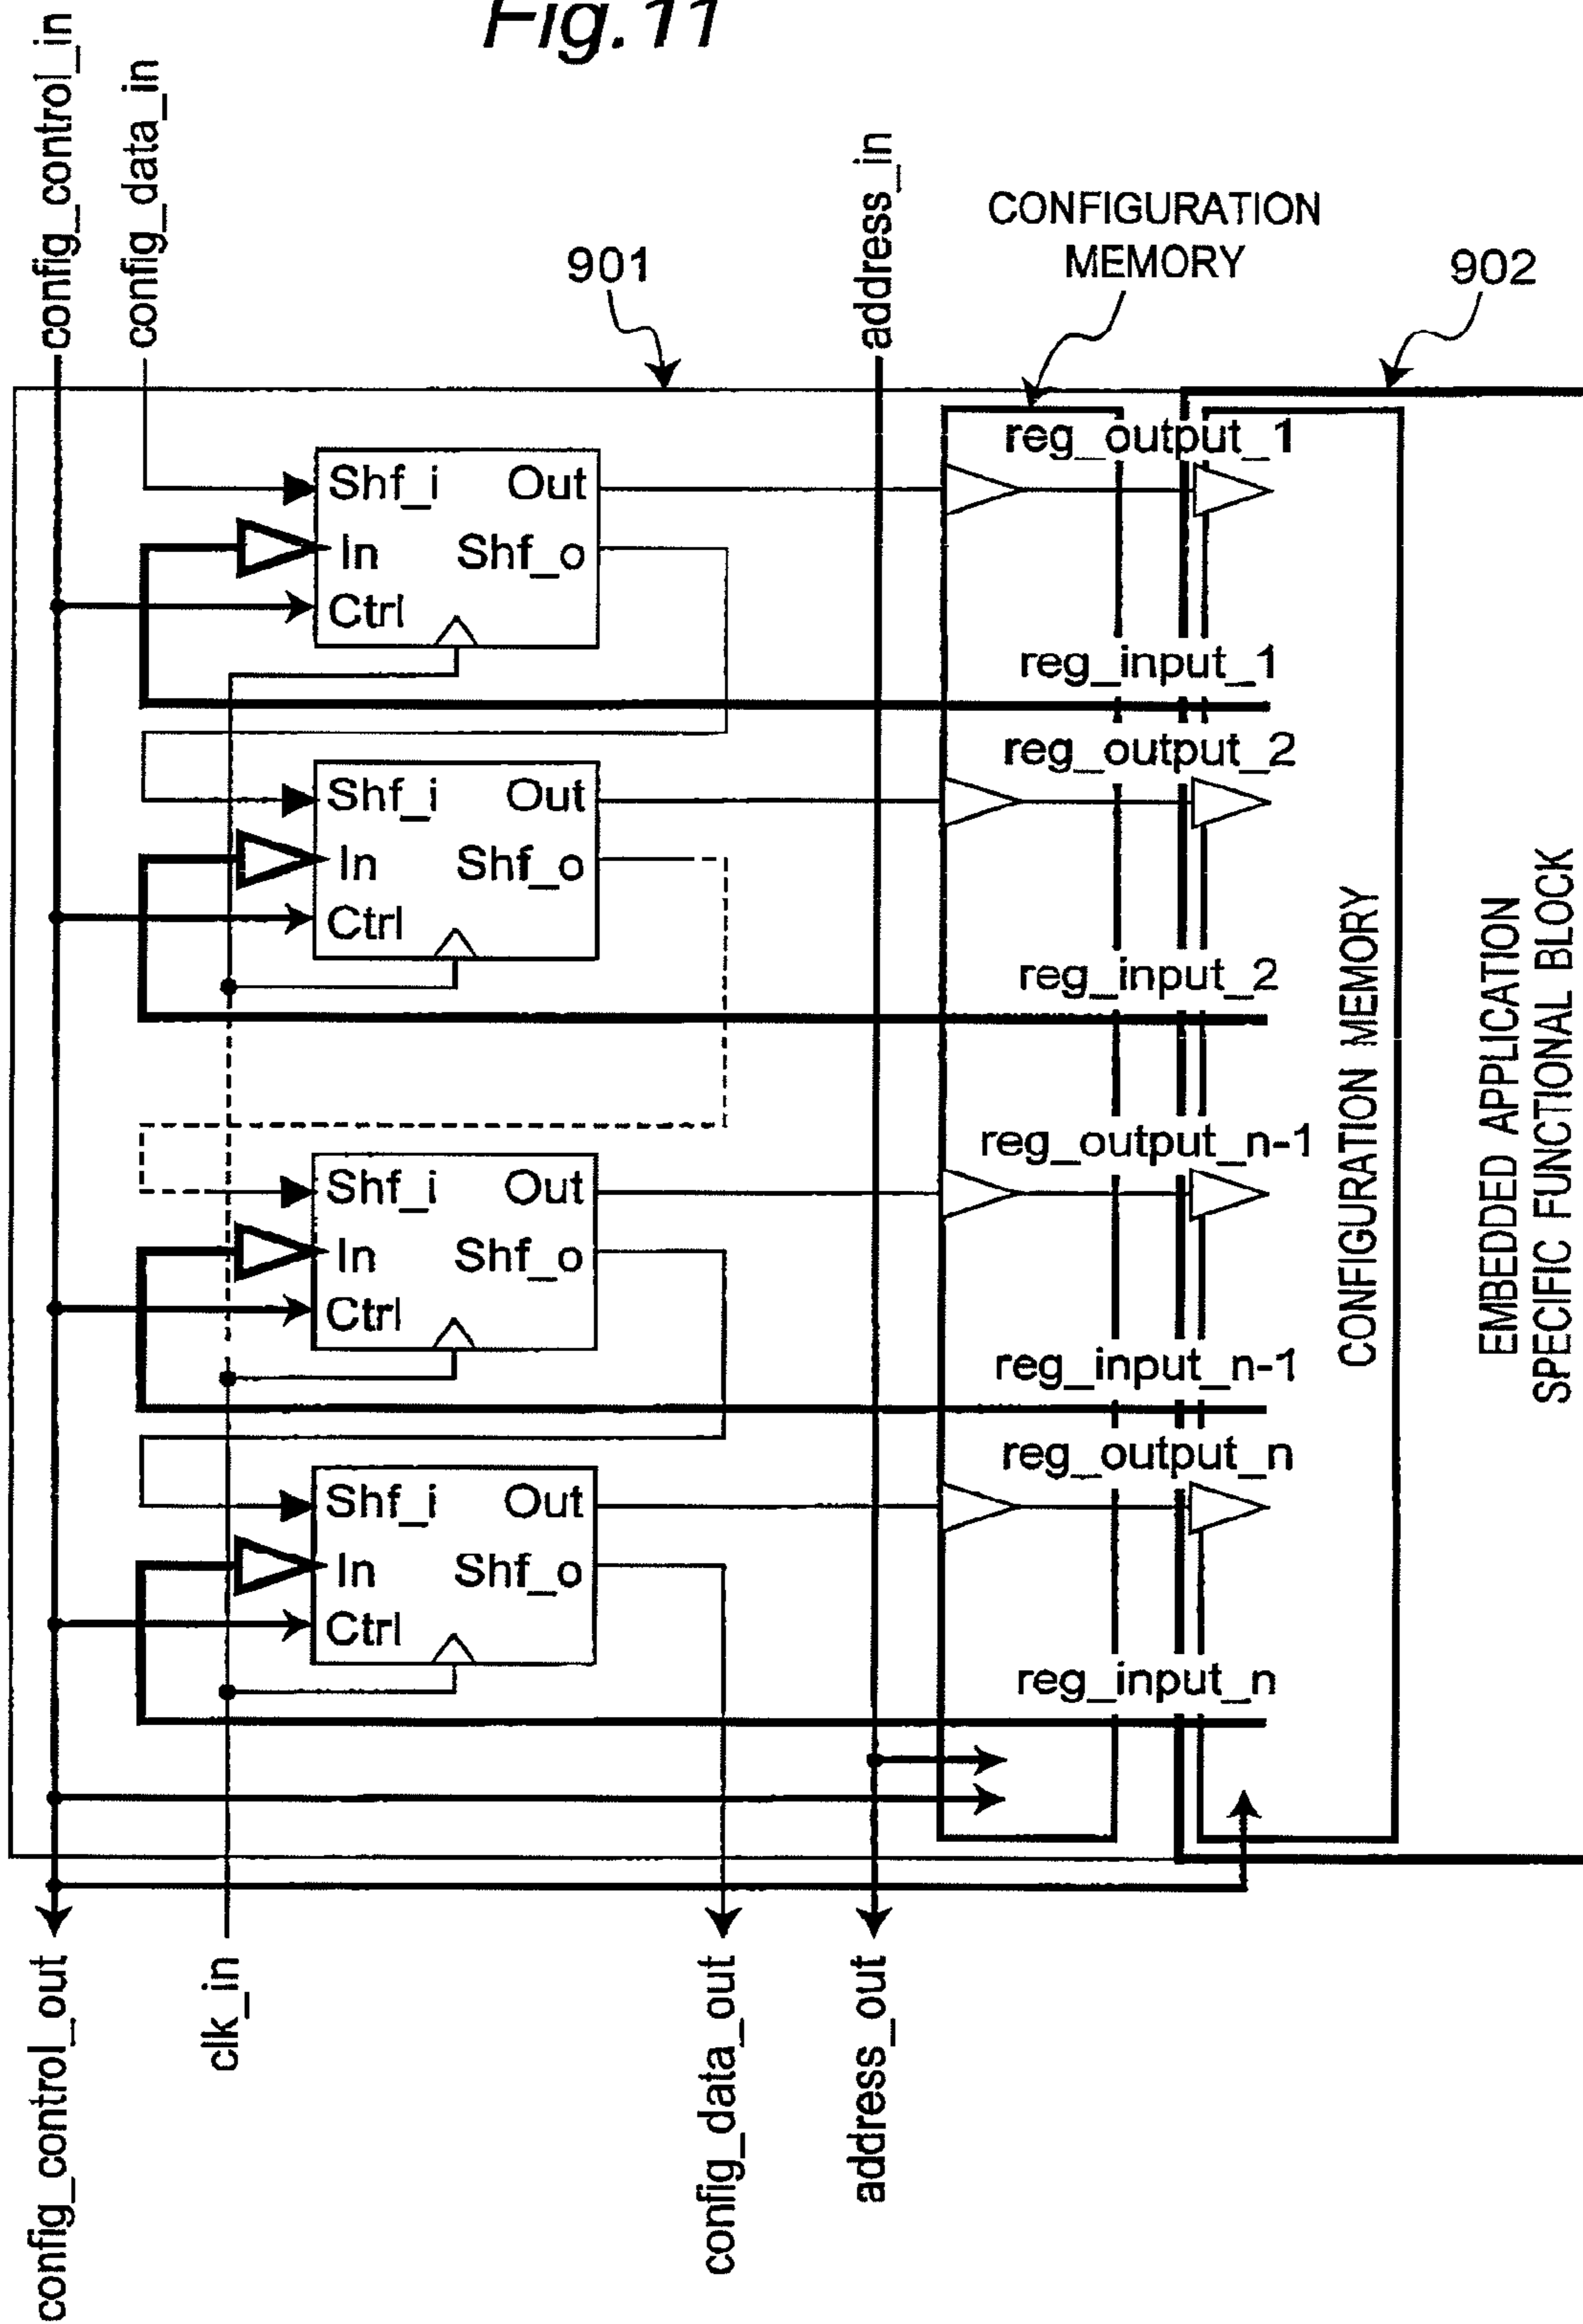 Fig.11
config_control_in
config_data_in
address_in
901
CONFIGURATION
MEMORY
902
Shf_i Out
In Shf_o
Ctrl
reg_output_1
reg_input_1
Shf_i Out
In Shf_o
Ctrl
reg_output_2
reg_input_2
Shf_i Out
In Shf_o
Ctrl
reg_output_n-1
reg_input_n-1
Shf_i Out
In Shf_o
Ctrl
reg_output_n
reg_input_n
CONFIGURATION MEMORY
EMBEDDED APPLICATION
SPECIFIC FUNCTIONAL BLOCK
config_control_out
clk_in
config_data_out
address_out